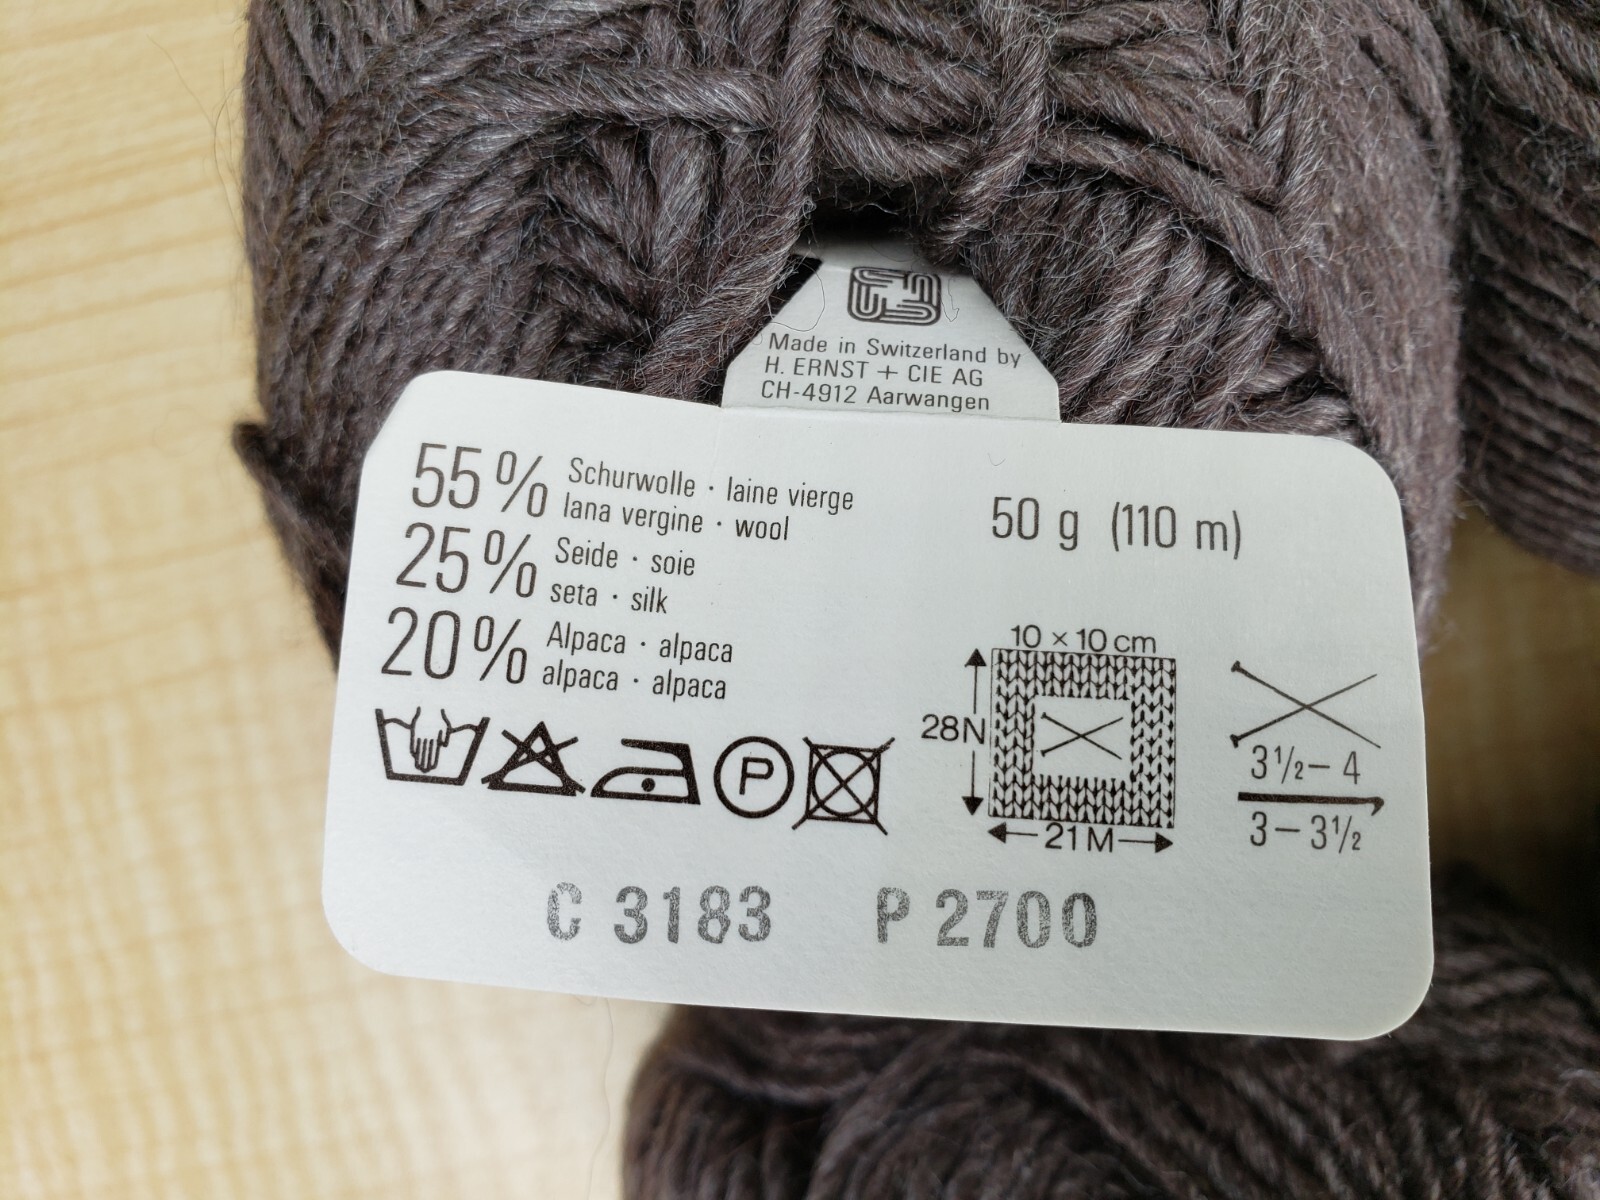 Made in Switzerland by
H. ERNST + CIE AG
CH-4912 Aarwangen
55% Schurwolle · laine vierge
lana vergine · wool
25% Seide · soie
seta · silk
20% Alpaca · alpaca
alpaca · alpaca
50 g (110 m)
10 × 10 cm
28N
21 M
3½ – 4
3 – 3½
P
C 3183 P 2700